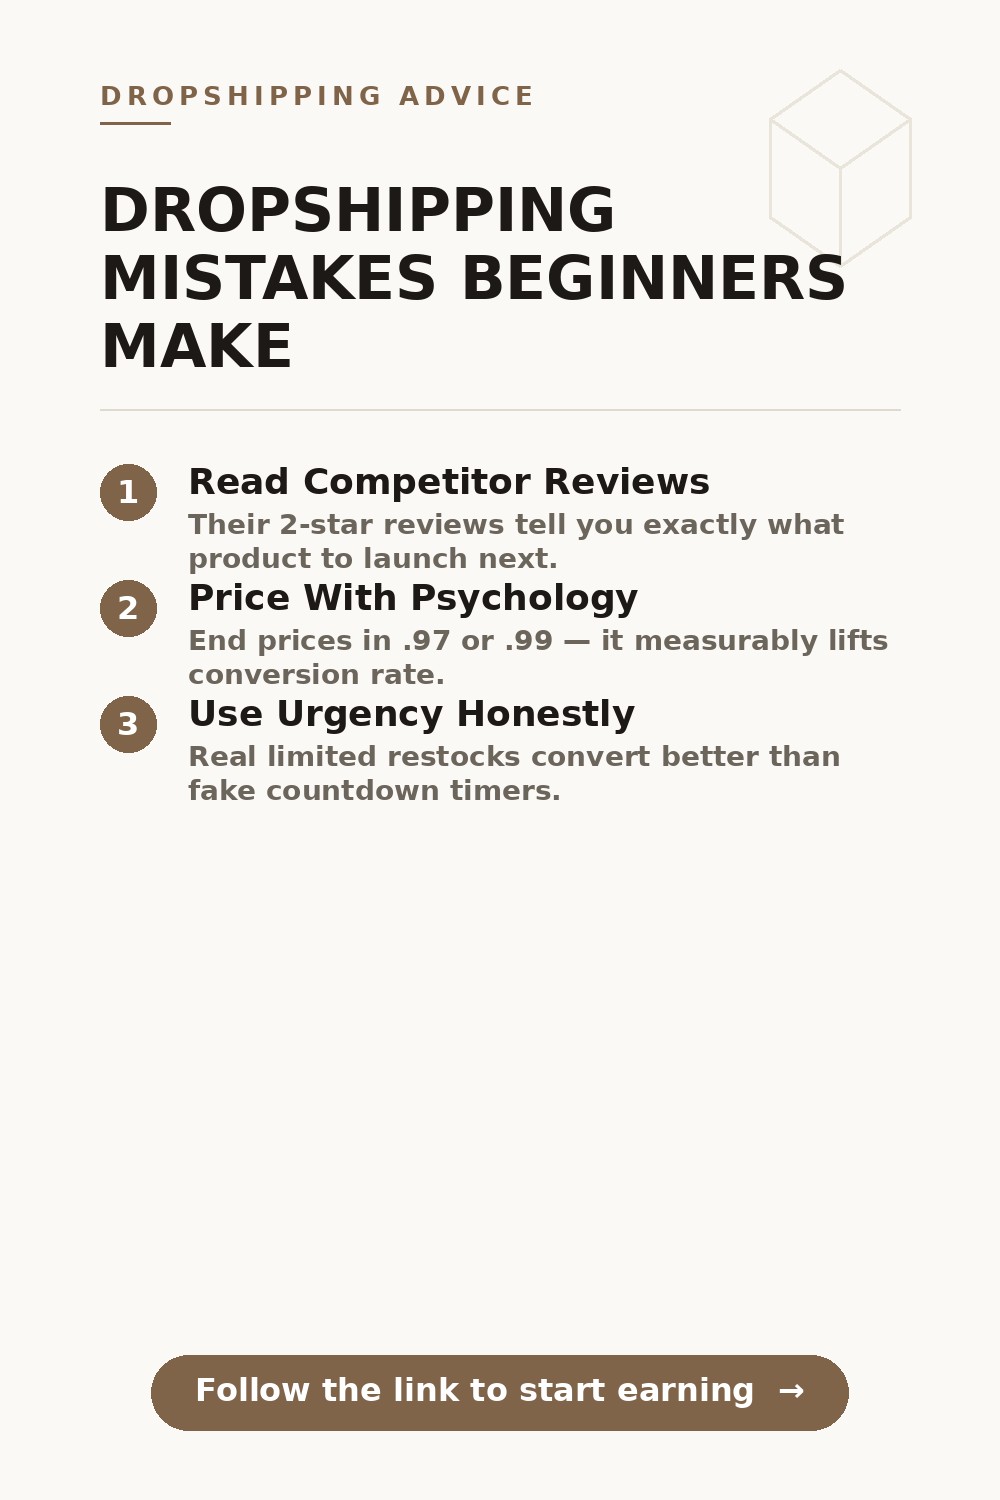 DROPSHIPPING ADVICE
DROPSHIPPING
MISTAKES BEGINNERS
MAKE
1 Read Competitor Reviews
Their 2-star reviews tell you exactly what
product to launch next.
2 Price With Psychology
End prices in .97 or .99 — it measurably lifts
conversion rate.
3 Use Urgency Honestly
Real limited restocks convert better than
fake countdown timers.
Follow the link to start earning →